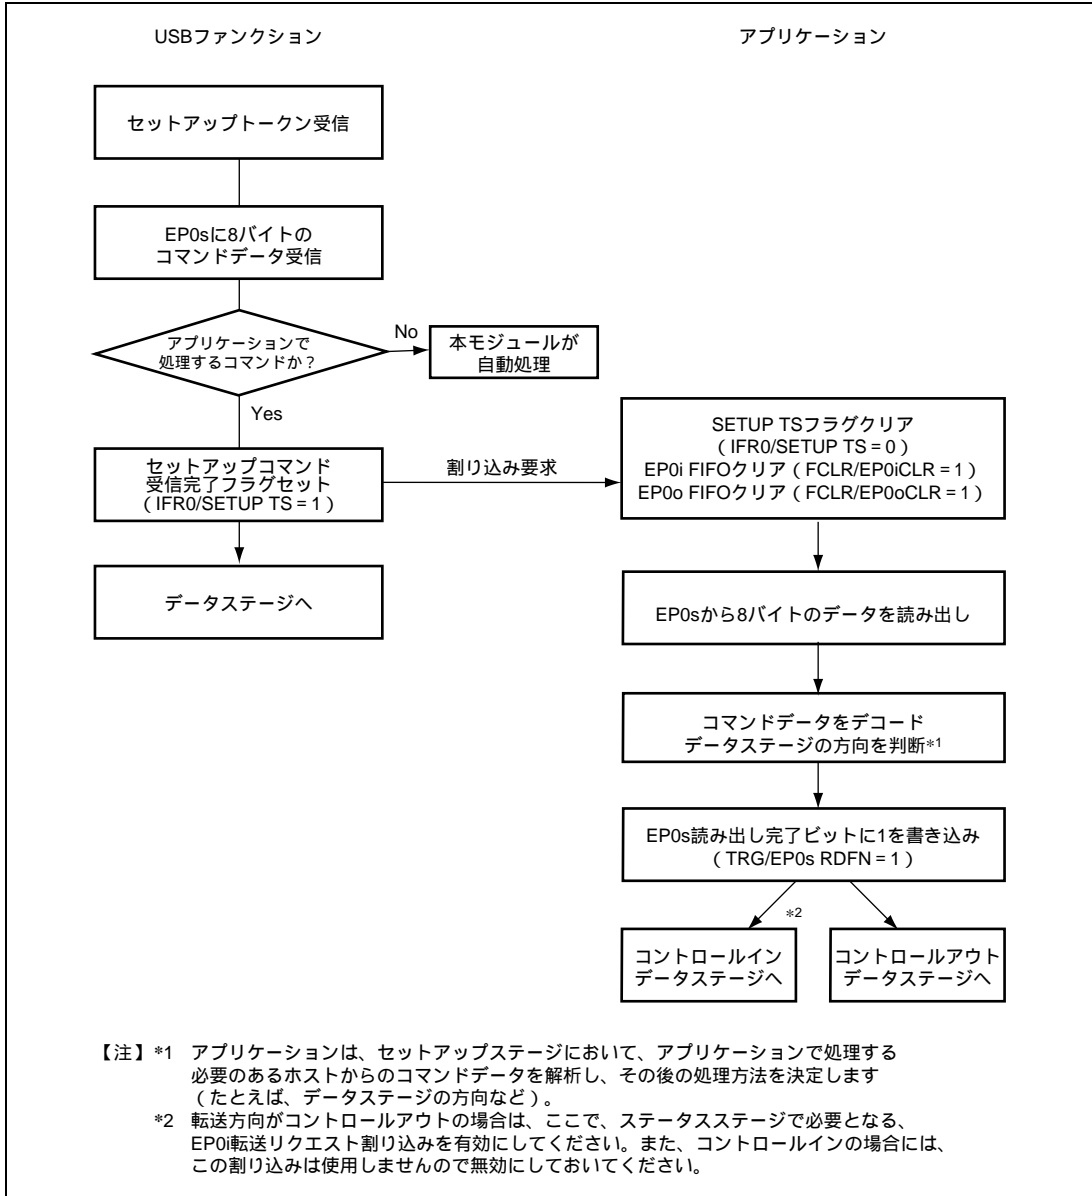 USBファンクション
アプリケーション
セットアップトークン受信
EP0sに8バイトの
コマンドデータ受信
アプリケーションで
処理するコマンドか？
No
本モジュールが
自動処理
Yes
セットアップコマンド
受信完了フラグセット
（IFR0/SETUP TS = 1）
割り込み要求
SETUP TSフラグクリア
（IFR0/SETUP TS = 0）
EP0i FIFOクリア（FCLR/EP0iCLR = 1）
EP0o FIFOクリア（FCLR/EP0oCLR = 1）
データステージへ
EP0sから8バイトのデータを読み出し
コマンドデータをデコード
データステージの方向を判断*1
EP0s読み出し完了ビットに1を書き込み
（TRG/EP0s RDFN = 1）
*2
コントロールイン
データステージへ
コントロールアウト
データステージへ
【注】*1 アプリケーションは、セットアップステージにおいて、アプリケーションで処理する
必要のあるホストからのコマンドデータを解析し、その後の処理方法を決定します
（たとえば、データステージの方向など）。
*2 転送方向がコントロールアウトの場合は、ここで、ステータスステージで必要となる、
EP0i転送リクエスト割り込みを有効にしてください。また、コントロールインの場合には、
この割り込みは使用しませんので無効にしておいてください。